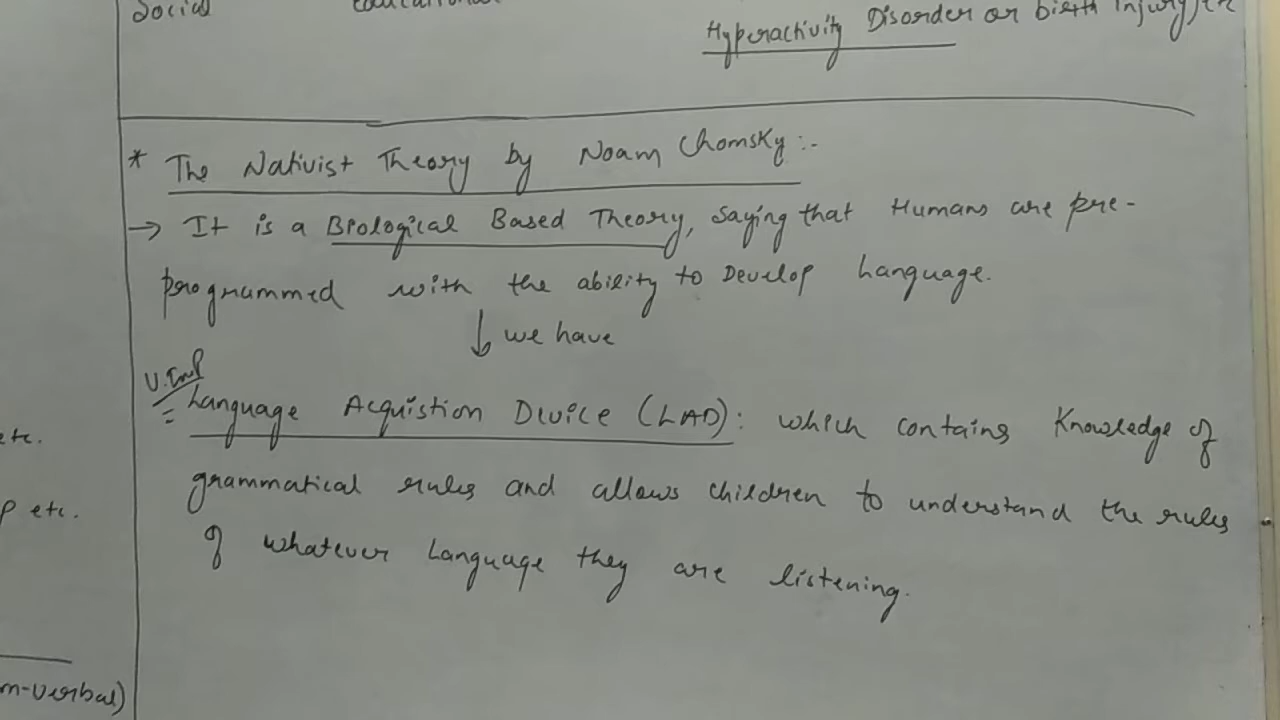 Social
Hyperactivity Disorder or birth Injury,
* The Nativist Theory by Noam Chomsky:-
→ It is a Biological Based Theory, saying that Humans are pre-
programmed with the ability to Develop Language.
↓ we have
V.Imp
Language Acquistion Device (LAD): which contains Knowledge of
grammatical rules and allows children to understand the rules
of whatever Language they are listening.
etc.
p etc.
n-verbal)